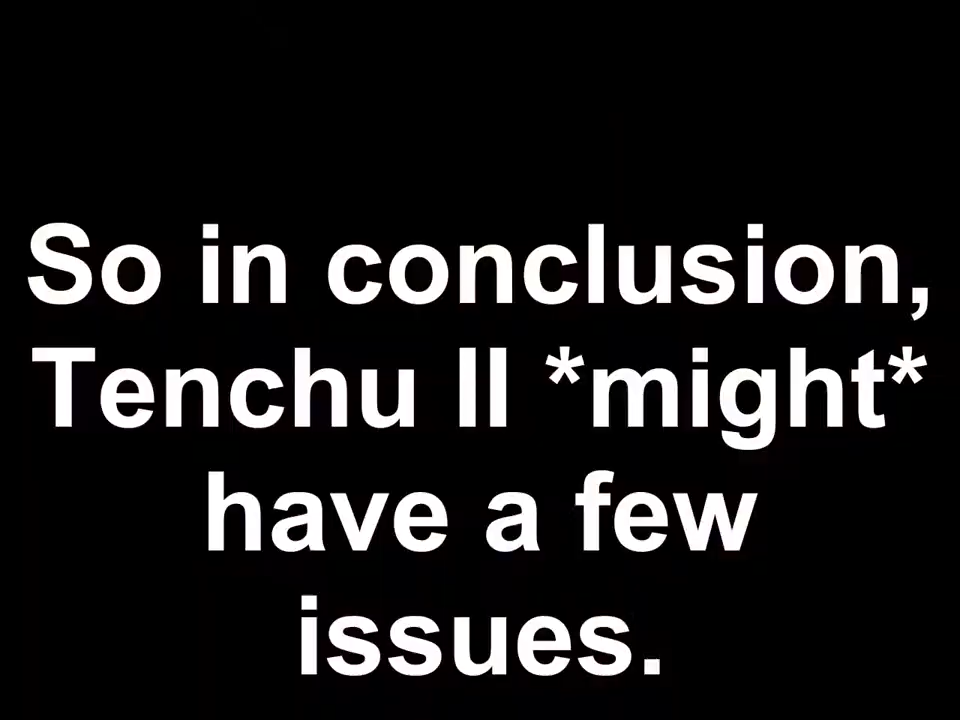 So in conclusion,
Tenchu II *might*
have a few
issues.